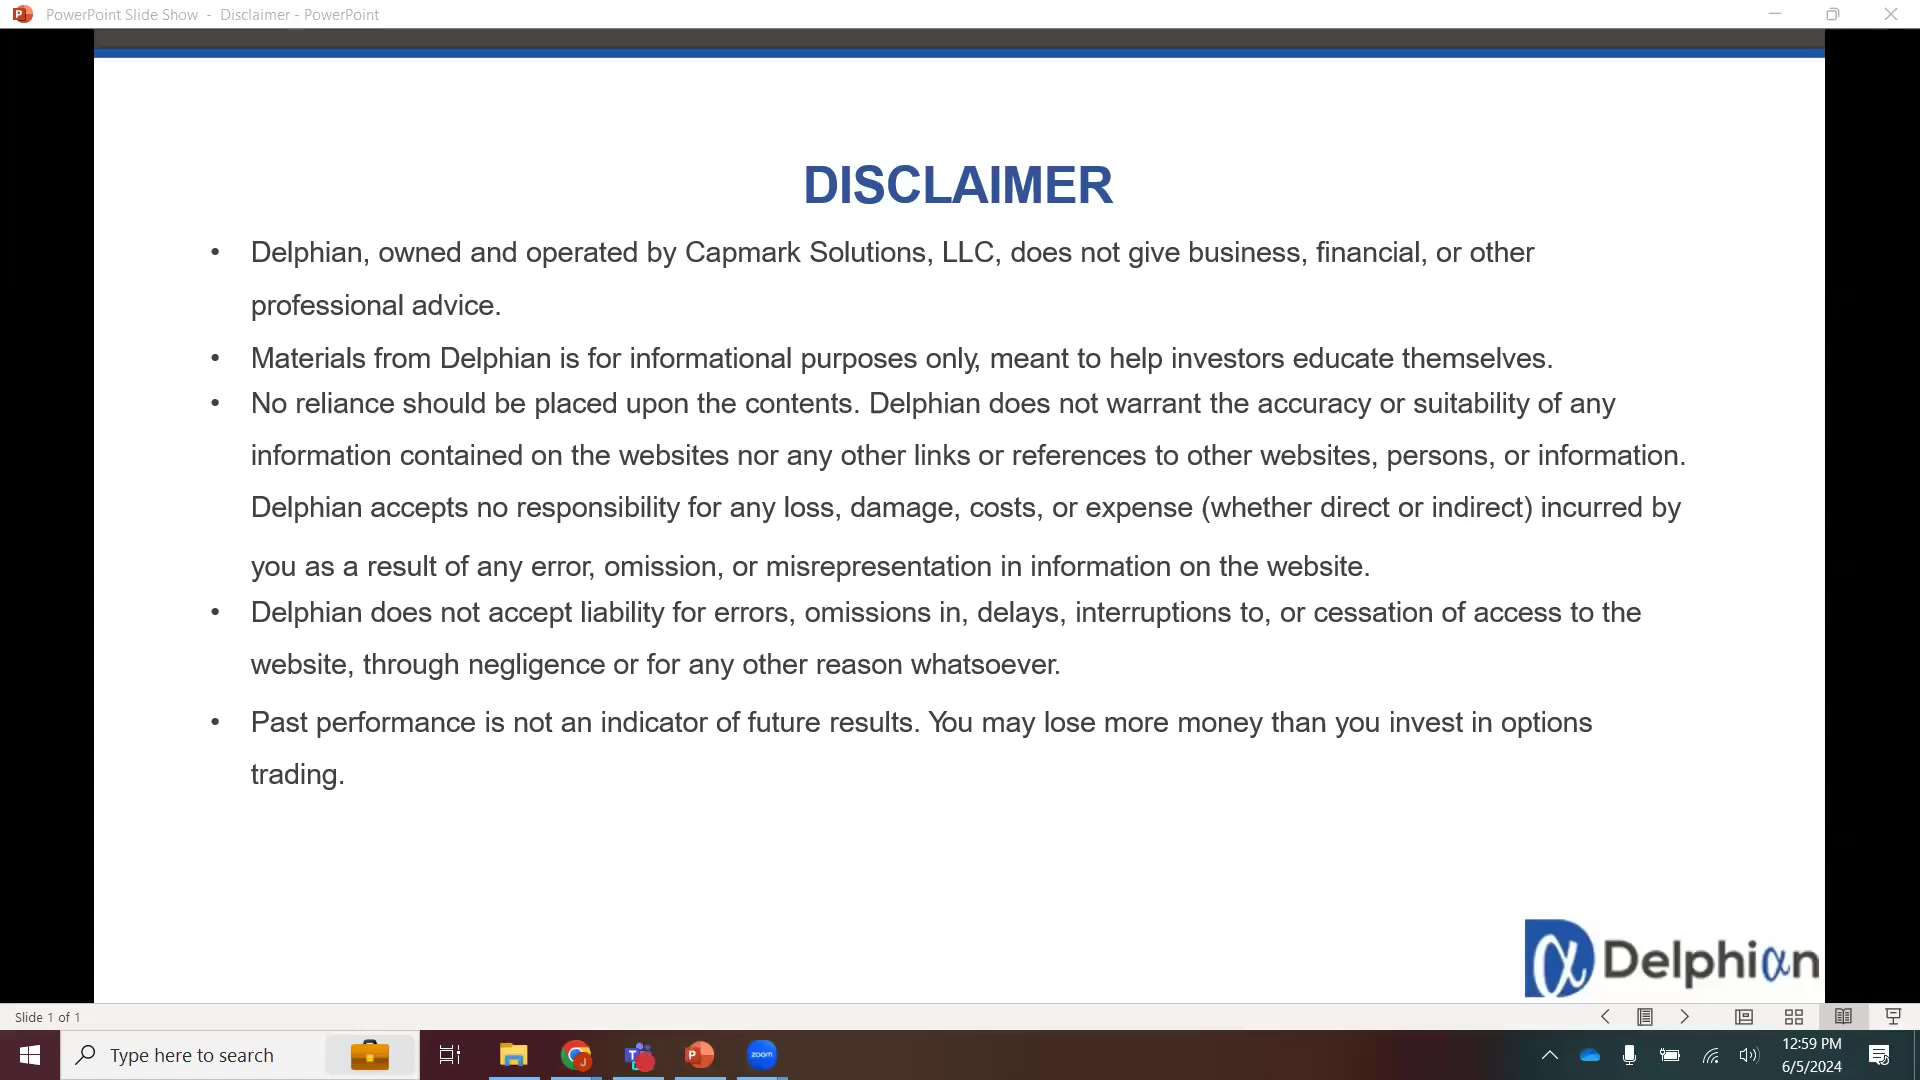 PowerPoint Slide Show - Disclaimer - PowerPoint
DISCLAIMER
• Delphian, owned and operated by Capmark Solutions, LLC, does not give business, financial, or other
professional advice.
• Materials from Delphian is for informational purposes only, meant to help investors educate themselves.
• No reliance should be placed upon the contents. Delphian does not warrant the accuracy or suitability of any
information contained on the websites nor any other links or references to other websites, persons, or information.
Delphian accepts no responsibility for any loss, damage, costs, or expense (whether direct or indirect) incurred by
you as a result of any error, omission, or misrepresentation in information on the website.
• Delphian does not accept liability for errors, omissions in, delays, interruptions to, or cessation of access to the
website, through negligence or for any other reason whatsoever.
• Past performance is not an indicator of future results. You may lose more money than you invest in options
trading.
α Delphiαn
Slide 1 of 1
Type here to search
zoom
12:59 PM
6/5/2024